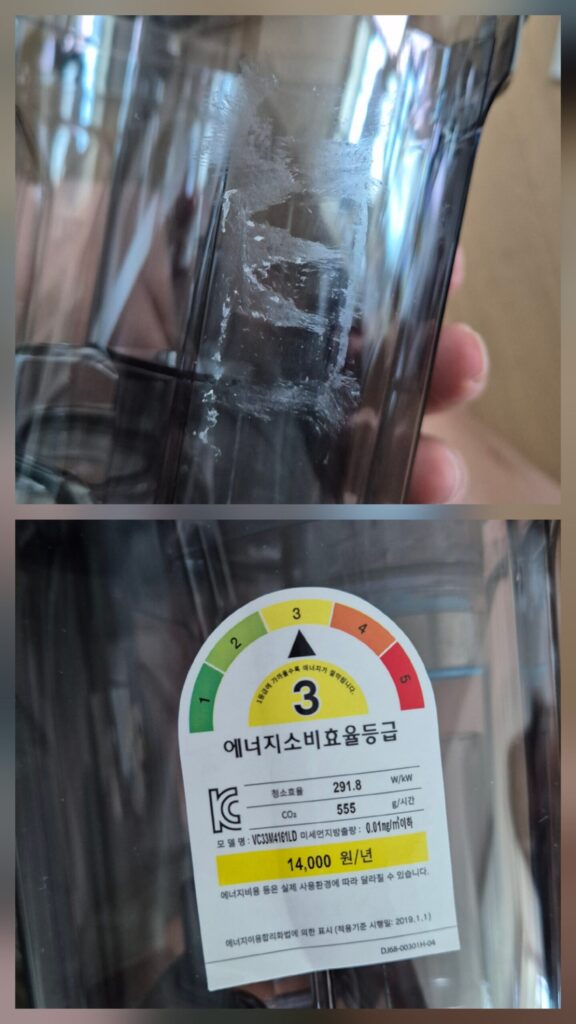 1
2
3
4
5
1등급에 가까울수록 에너지가 절약됩니다.
3
에너지소비효율등급
청소효율 291.8 W/kW
CO₂ 555 g/시간
모 델 명 : VC33M4161LD 미세먼지방출량 : 0.01mg/m³이하
14,000 원/년
에너지비용 등은 실제 사용환경에 따라 달라질 수 있습니다.
에너지이용합리화법에 의한 표시 (적용기준 시행일: 2019.1.1)
DJ68-00301H-04